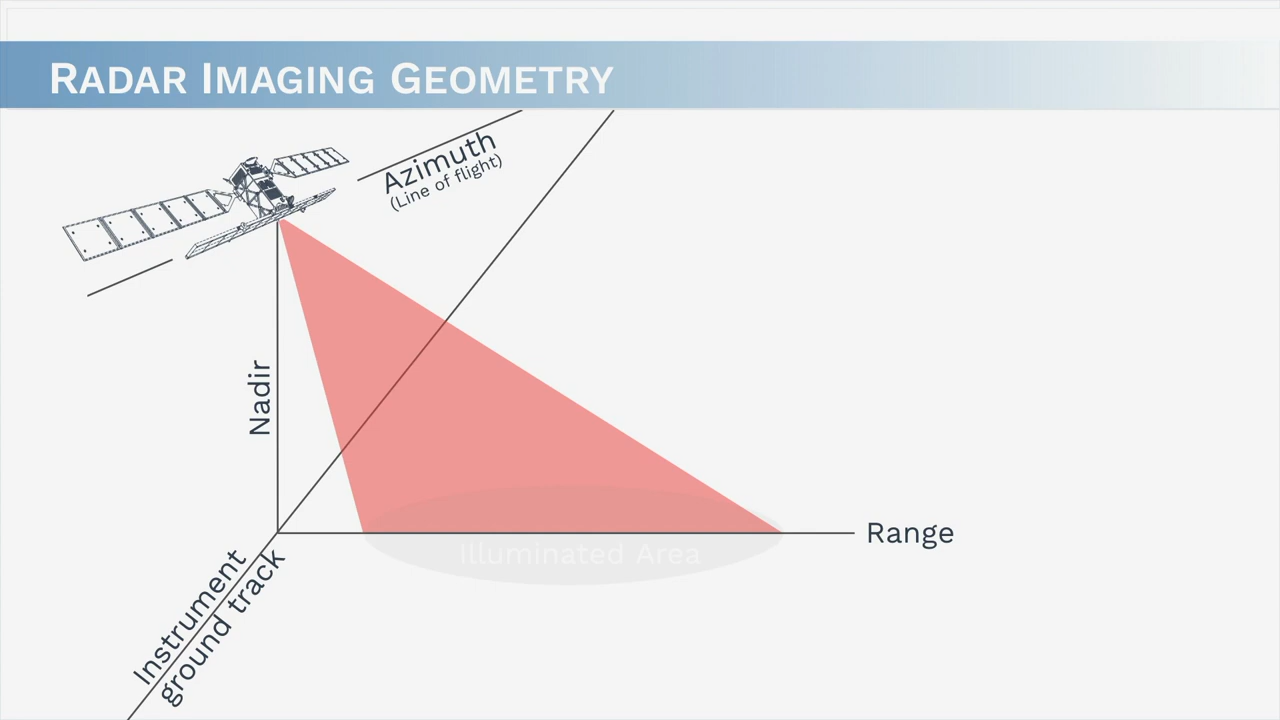 RADAR IMAGING GEOMETRY
Azimuth
(Line of flight)
Nadir
Range
Illuminated Area
Instrument
ground track